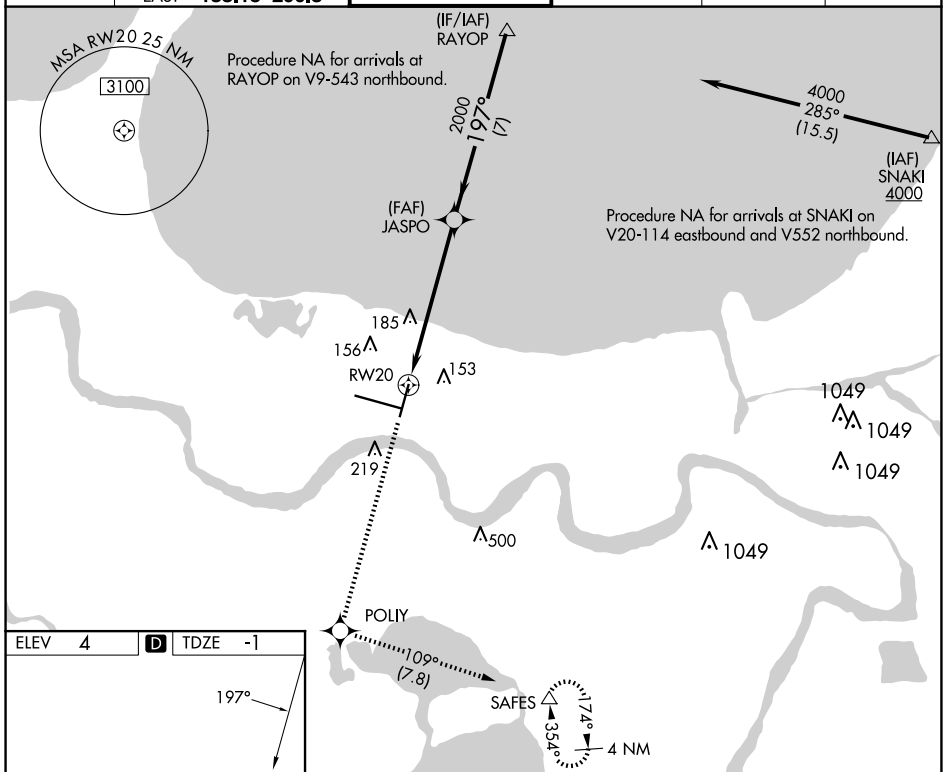 MSA RW20 25 NM
3100
Procedure NA for arrivals at
RAYOP on V9-543 northbound.
(IF/IAF)
RAYOP
2000
197°
(7)
4000
285°
(15.5)
(IAF)
SNAKI
4000
(FAF)
JASPO
Procedure NA for arrivals at SNAKI on
V20-114 eastbound and V552 northbound.
185
156
RW20
153
1049
1049
1049
219
500
1049
POLIY
109°
(7.8)
SAFES
174°
354°
4 NM
ELEV 4 D TDZE -1
197°